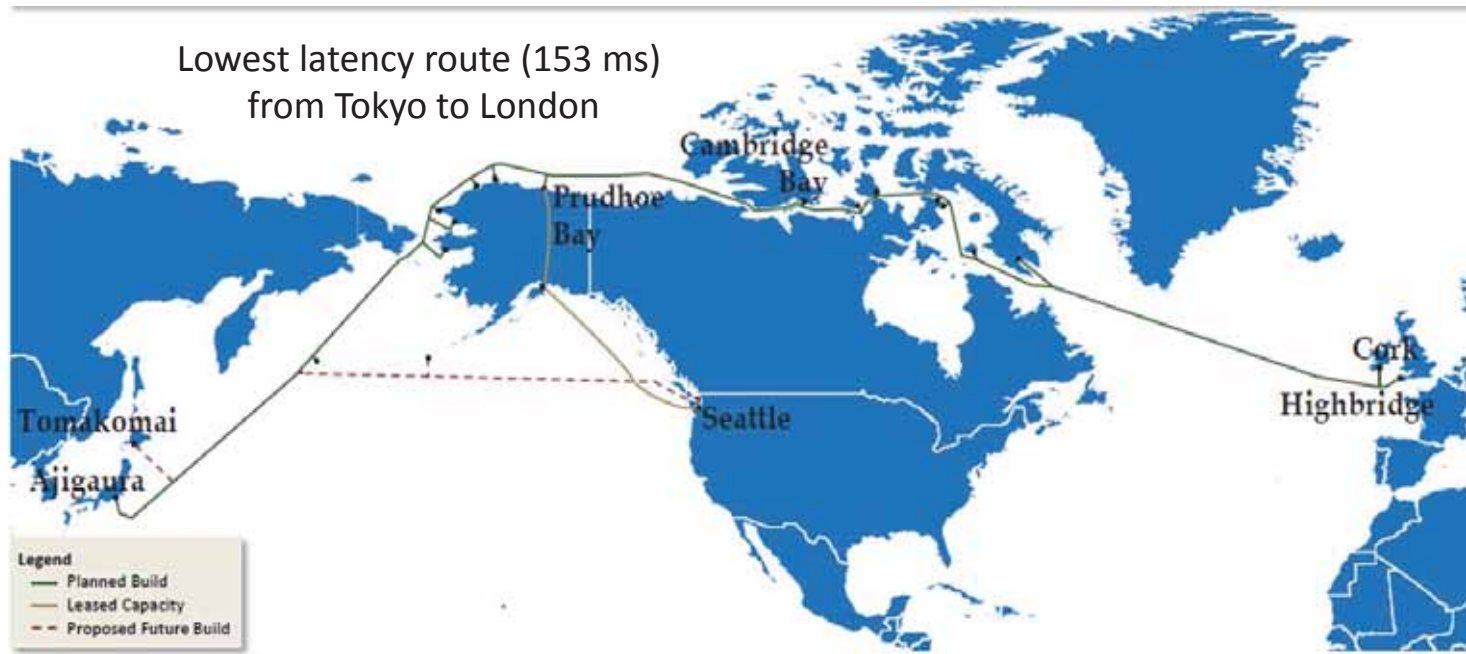 Lowest latency route (153 ms)
from Tokyo to London
Cambridge
Bay
Prudhoe
Bay
Cork
Highbridge
Seattle
Tomakomai
Ajigaura
Legend
Planned Build
Leased Capacity
Proposed Future Build